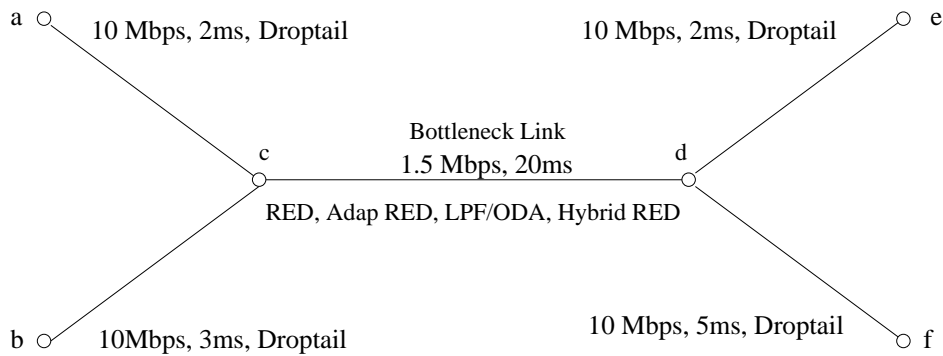 a
10 Mbps, 2ms, Droptail
10 Mbps, 2ms, Droptail
e
Bottleneck Link
c
1.5 Mbps, 20ms
d
RED, Adap RED, LPF/ODA, Hybrid RED
b
10Mbps, 3ms, Droptail
10 Mbps, 5ms, Droptail
f